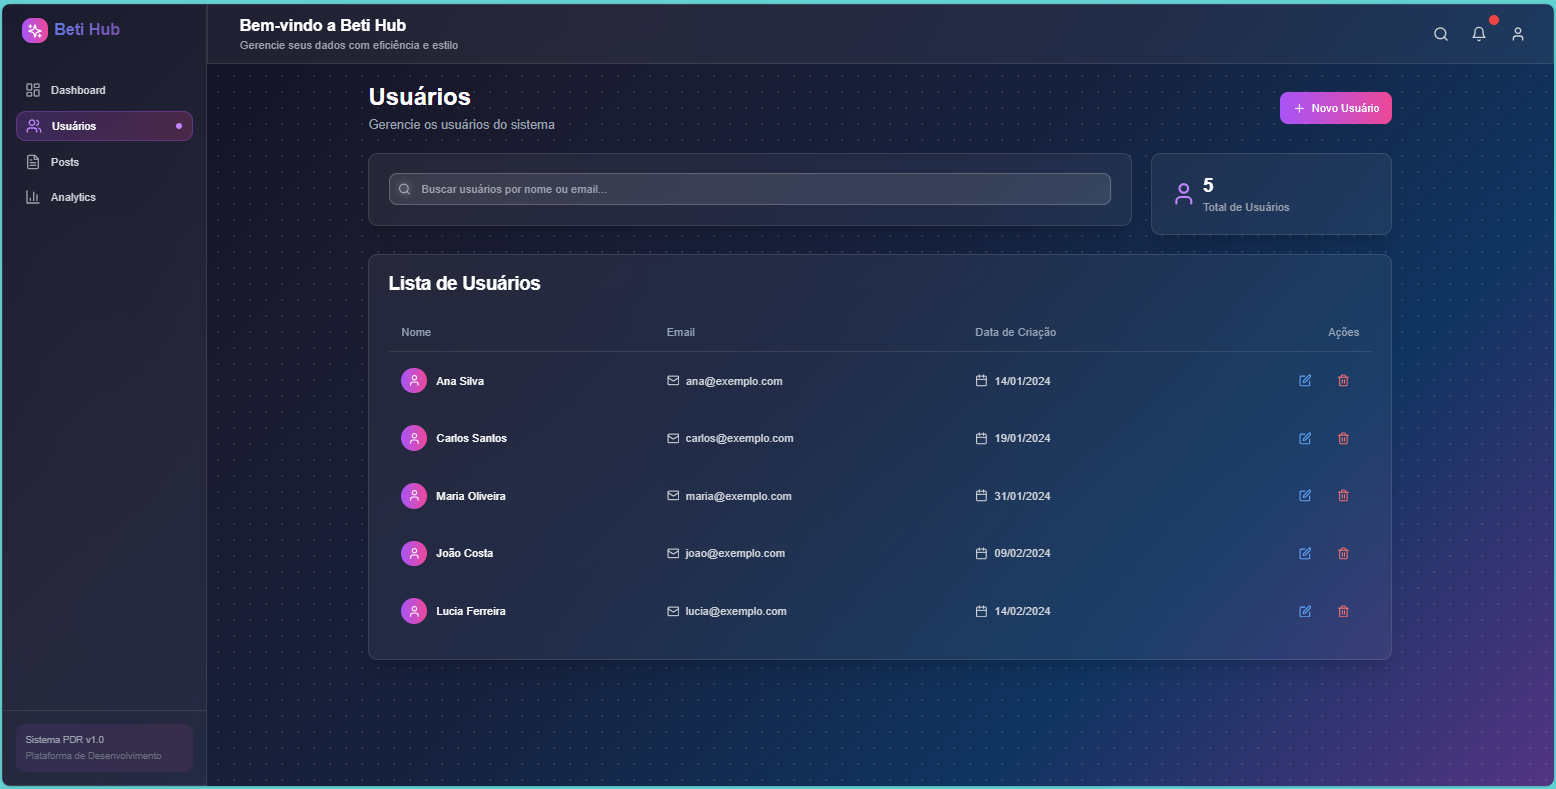 Beti Hub
Bem-vindo a Beti Hub
Gerencie seus dados com eficiência e estilo
Dashboard
Usuários
Posts
Analytics
Usuários
Gerencie os usuários do sistema
Novo Usuário
Buscar usuários por nome ou email...
5
Total de Usuários
Lista de Usuários
Nome Email Data de Criação Ações
Ana Silva ana@exemplo.com 14/01/2024
Carlos Santos carlos@exemplo.com 19/01/2024
Maria Oliveira maria@exemplo.com 31/01/2024
João Costa joao@exemplo.com 09/02/2024
Lucia Ferreira lucia@exemplo.com 14/02/2024
Sistema PDR v1.0
Plataforma de Desenvolvimento